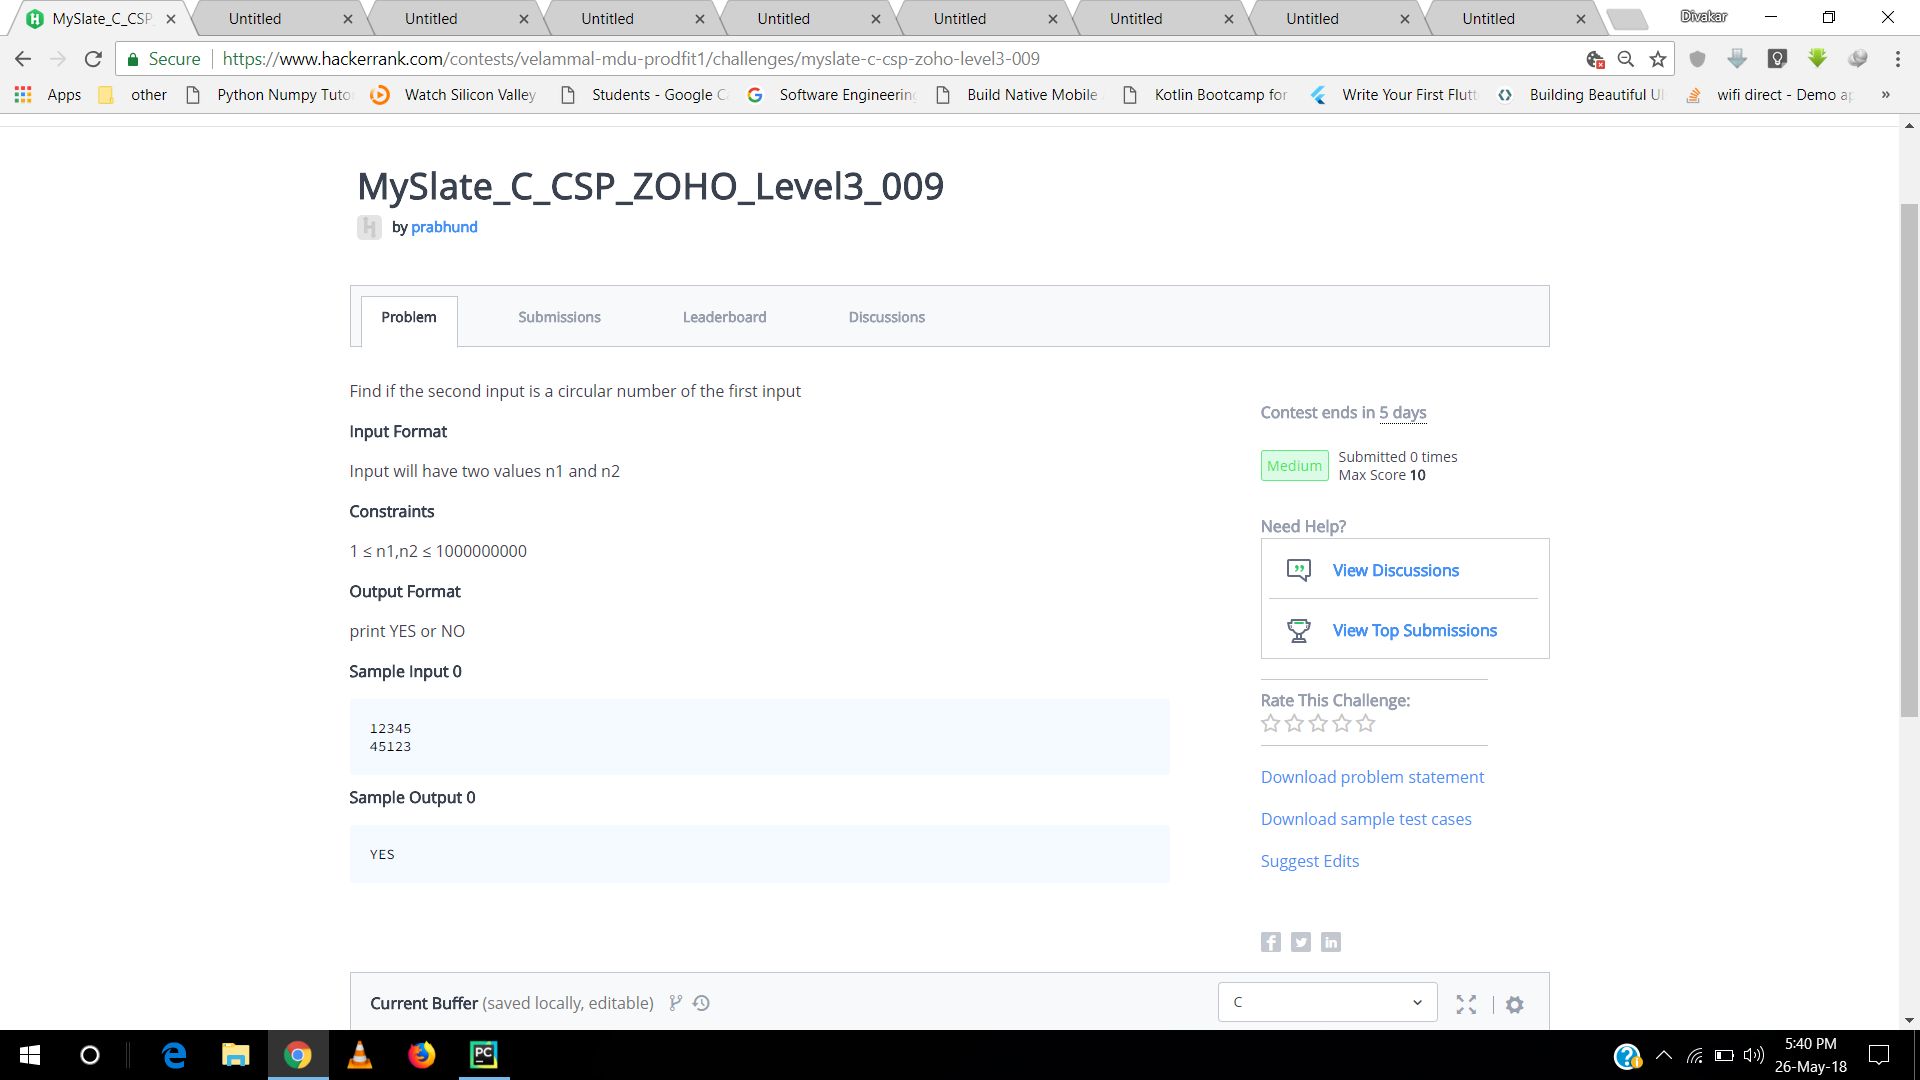 MySlate_C_CSP_
Untitled
Untitled
Untitled
Untitled
Untitled
Untitled
Untitled
Untitled
Divakar
Secure
https://www.hackerrank.com/contests/velammal-mdu-prodfit1/challenges/myslate-c-csp-zoho-level3-009
Apps
other
Python Numpy Tuto
Watch Silicon Valley
Students - Google C
Software Engineering
Build Native Mobile
Kotlin Bootcamp for
Write Your First Flutt
Building Beautiful UI
wifi direct - Demo ap
»
MySlate_C_CSP_ZOHO_Level3_009
by prabhund
Problem
Submissions
Leaderboard
Discussions
Find if the second input is a circular number of the first input
Input Format
Input will have two values n1 and n2
Constraints
1 ≤ n1,n2 ≤ 1000000000
Output Format
print YES or NO
Sample Input 0
12345
45123
Sample Output 0
YES
Contest ends in 5 days
Medium
Submitted 0 times
Max Score 10
Need Help?
View Discussions
View Top Submissions
Rate This Challenge:
Download problem statement
Download sample test cases
Suggest Edits
Current Buffer (saved locally, editable)
C
PC
5:40 PM
26-May-18